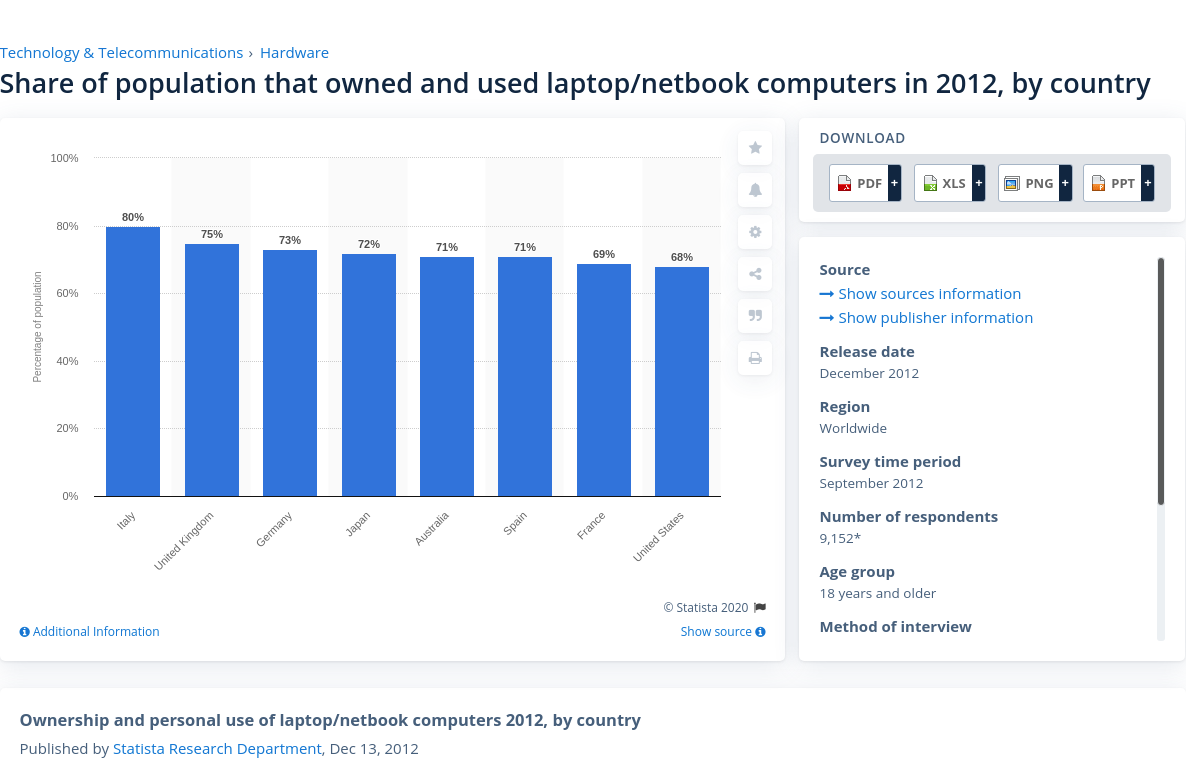 Technology & Telecommunications › Hardware
Share of population that owned and used laptop/netbook computers in 2012, by country
100%
80%
60%
40%
20%
0%
Percentage of population
80%
75%
73%
72%
71%
71%
69%
68%
Italy
United Kingdom
Germany
Japan
Australia
Spain
France
United States
© Statista 2020
Additional Information
Show source
DOWNLOAD
PDF + XLS + PNG + PPT +
Source
Show sources information
Show publisher information
Release date
December 2012
Region
Worldwide
Survey time period
September 2012
Number of respondents
9,152*
Age group
18 years and older
Method of interview
Ownership and personal use of laptop/netbook computers 2012, by country
Published by Statista Research Department, Dec 13, 2012